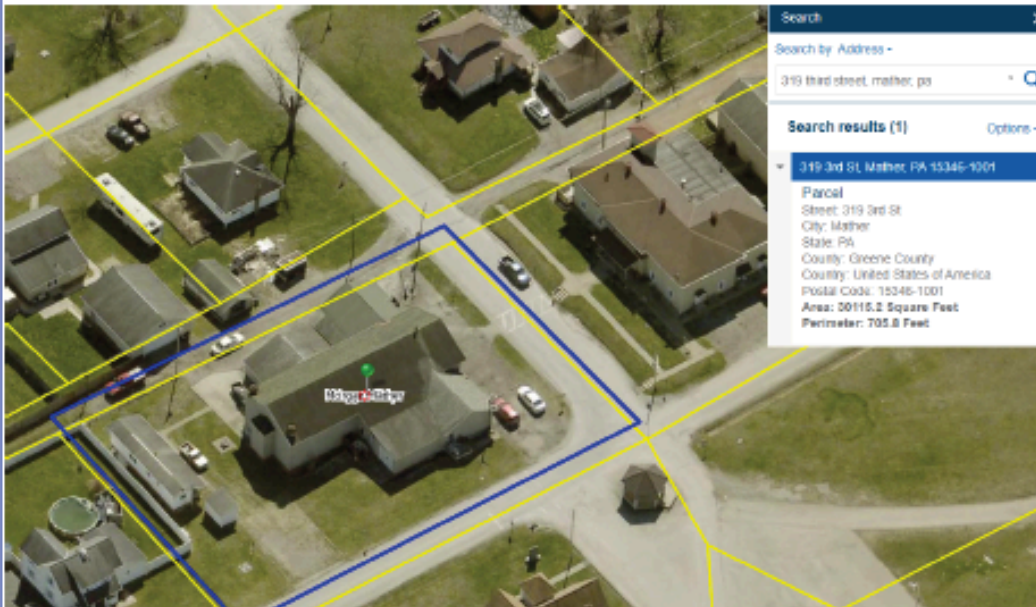 Search
Search by Address
319 third street, mather, pa
Search results (1)
Options
319 3rd St, Mather, PA 15346-1001
Parcel
Street: 319 3rd St
City: Mather
State: PA
County: Greene County
Country: United States of America
Postal Code: 15346-1001
Area: 30115.2 Square Feet
Perimeter: 705.8 Feet